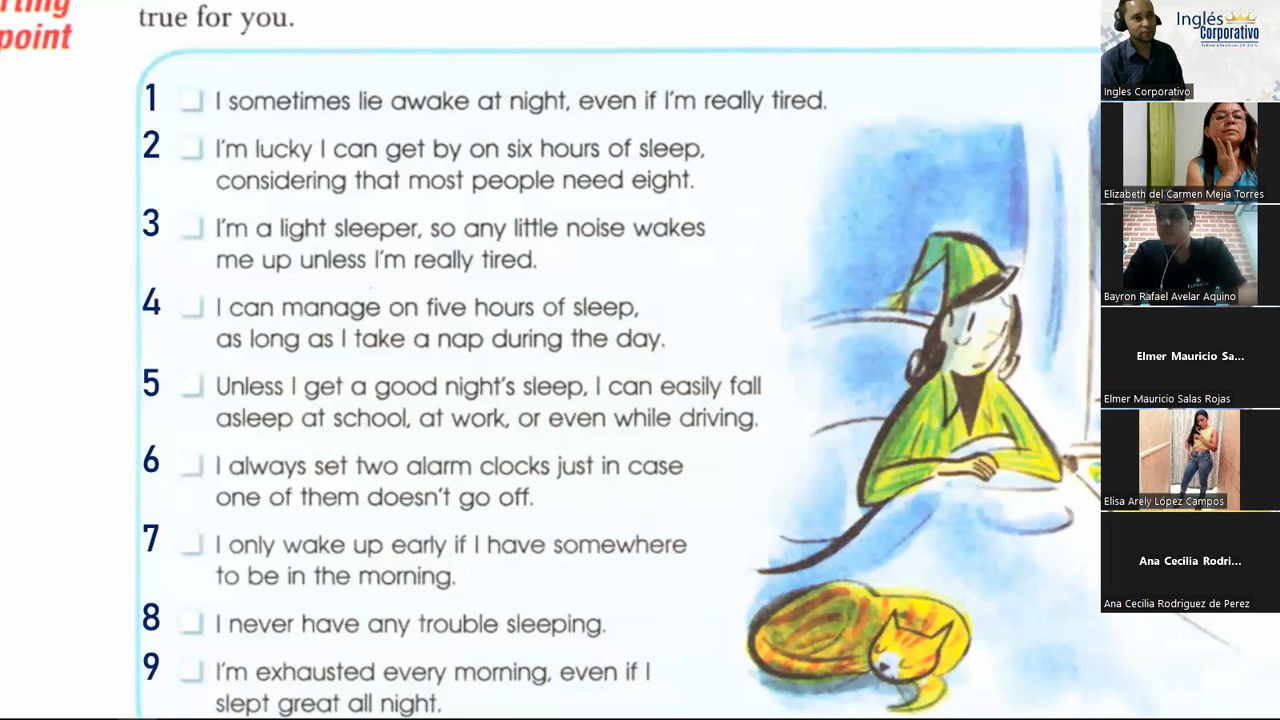 rting
point
true for you.
1 I sometimes lie awake at night, even if I'm really tired.
2 I'm lucky I can get by on six hours of sleep,
considering that most people need eight.
3 I'm a light sleeper, so any little noise wakes
me up unless I'm really tired.
4 I can manage on five hours of sleep,
as long as I take a nap during the day.
5 Unless I get a good night's sleep, I can easily fall
asleep at school, at work, or even while driving.
6 I always set two alarm clocks just in case
one of them doesn't go off.
7 I only wake up early if I have somewhere
to be in the morning.
8 I never have any trouble sleeping.
9 I'm exhausted every morning, even if I
slept great all night.
Inglés
Corporativo
Ingles Corporativo
Elizabeth del Carmen Mejía Torres
Bayron Rafael Avelar Aquino
Elmer Mauricio Sa...
Elmer Mauricio Salas Rojas
Elisa Arely López Campos
Ana Cecilia Rodri...
Ana Cecilia Rodriguez de Perez